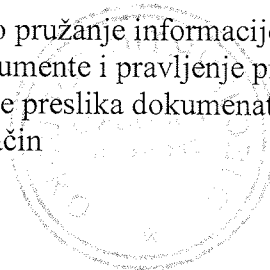 o pružanje informacije
umente i pravljenje p
e preslika dokumenat
čin